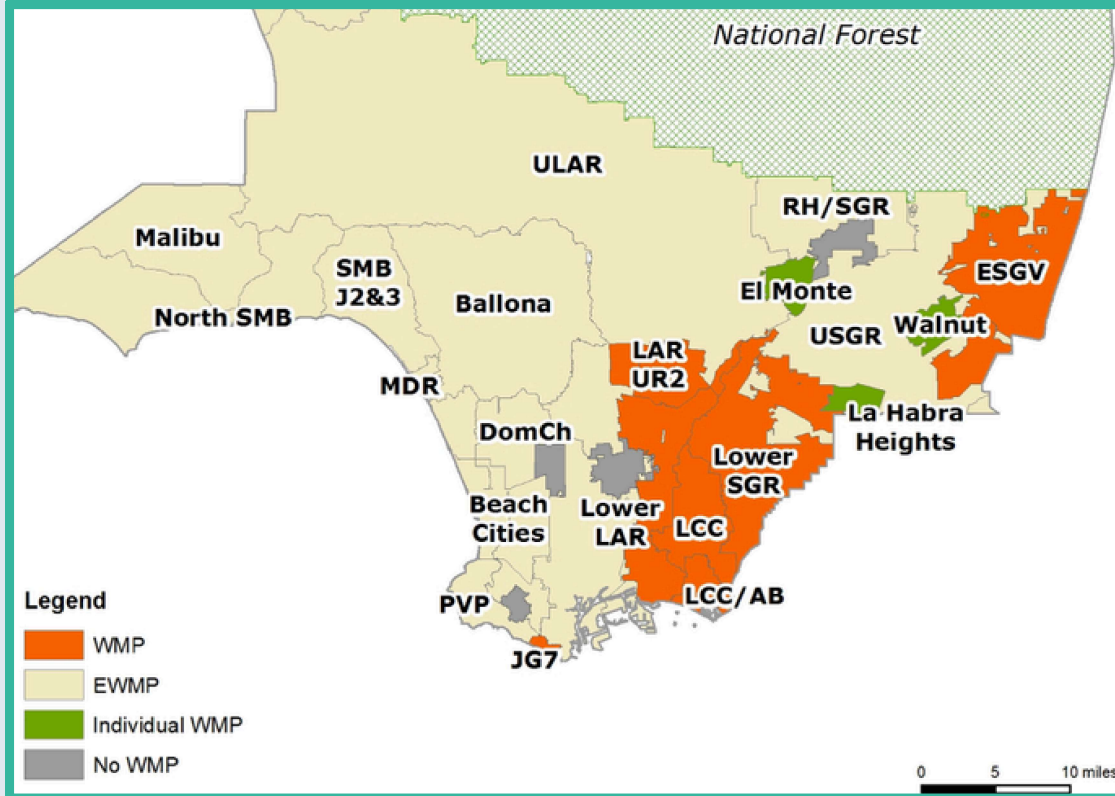 National Forest
ULAR
RH/SGR
Malibu
ESGV
SMB
J2&3
El Monte
Ballona
North SMB
Walnut
USGR
LAR
UR2
MDR
La Habra
Heights
DomCh
Lower
SGR
Beach
Cities
Lower
LAR
LCC
LCC/AB
PVP
JG7
Legend
WMP
EWMP
Individual WMP
No WMP
0 5 10 miles